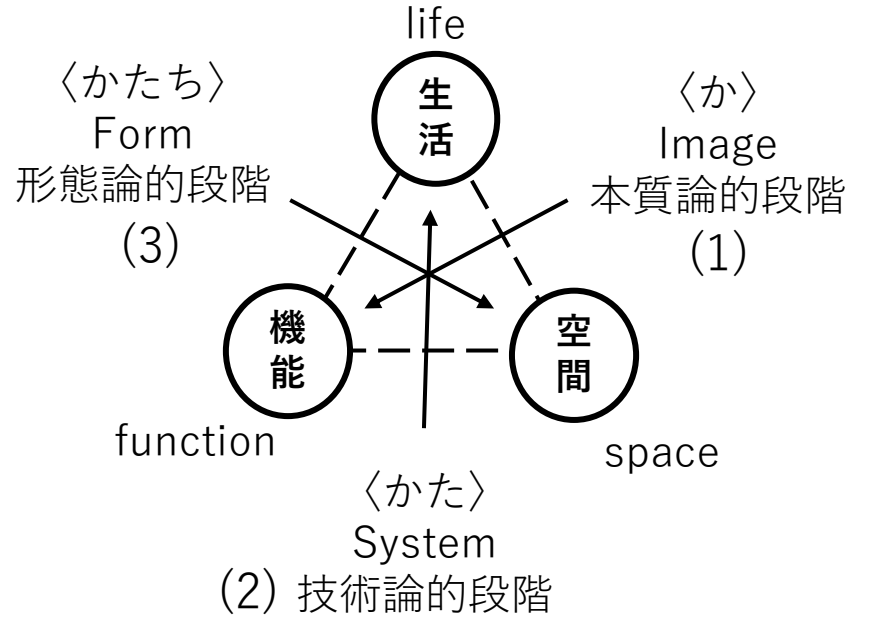 life
生
活
〈かたち〉
Form
形態論的段階
(3)
〈か〉
Image
本質論的段階
(1)
機
能
function
空
間
space
〈かた〉
System
(2) 技術論的段階